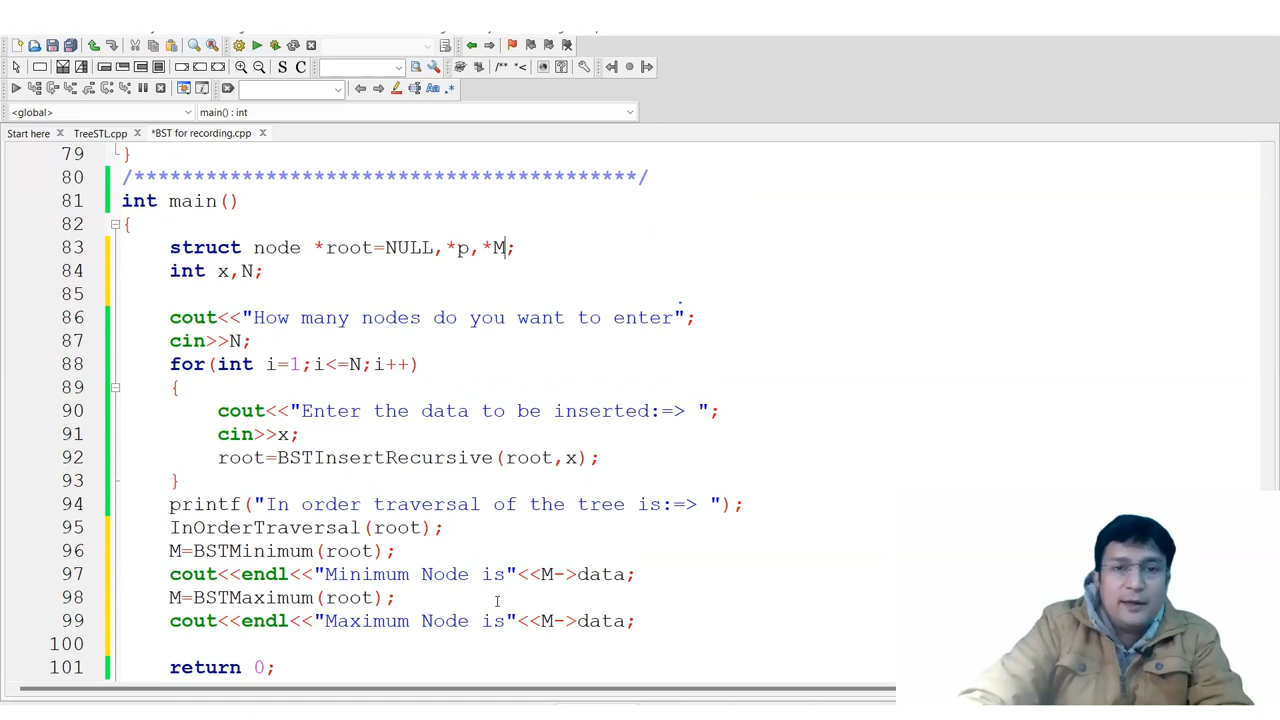 <global>
main() : int
Start here
TreeSTL.cpp
*BST for recording.cpp
79 }
80 /******************************************/
81 int main()
82 {
83 struct node *root=NULL,*p,*M;
84 int x,N;
85
86 cout<<"How many nodes do you want to enter";
87 cin>>N;
88 for(int i=1;i<=N;i++)
89 {
90 cout<<"Enter the data to be inserted:=> ";
91 cin>>x;
92 root=BSTInsertRecursive(root,x);
93 }
94 printf("In order traversal of the tree is:=> ");
95 InOrderTraversal(root);
96 M=BSTMinimum(root);
97 cout<<endl<<"Minimum Node is"<<M->data;
98 M=BSTMaximum(root);
99 cout<<endl<<"Maximum Node is"<<M->data;
100
101 return 0;